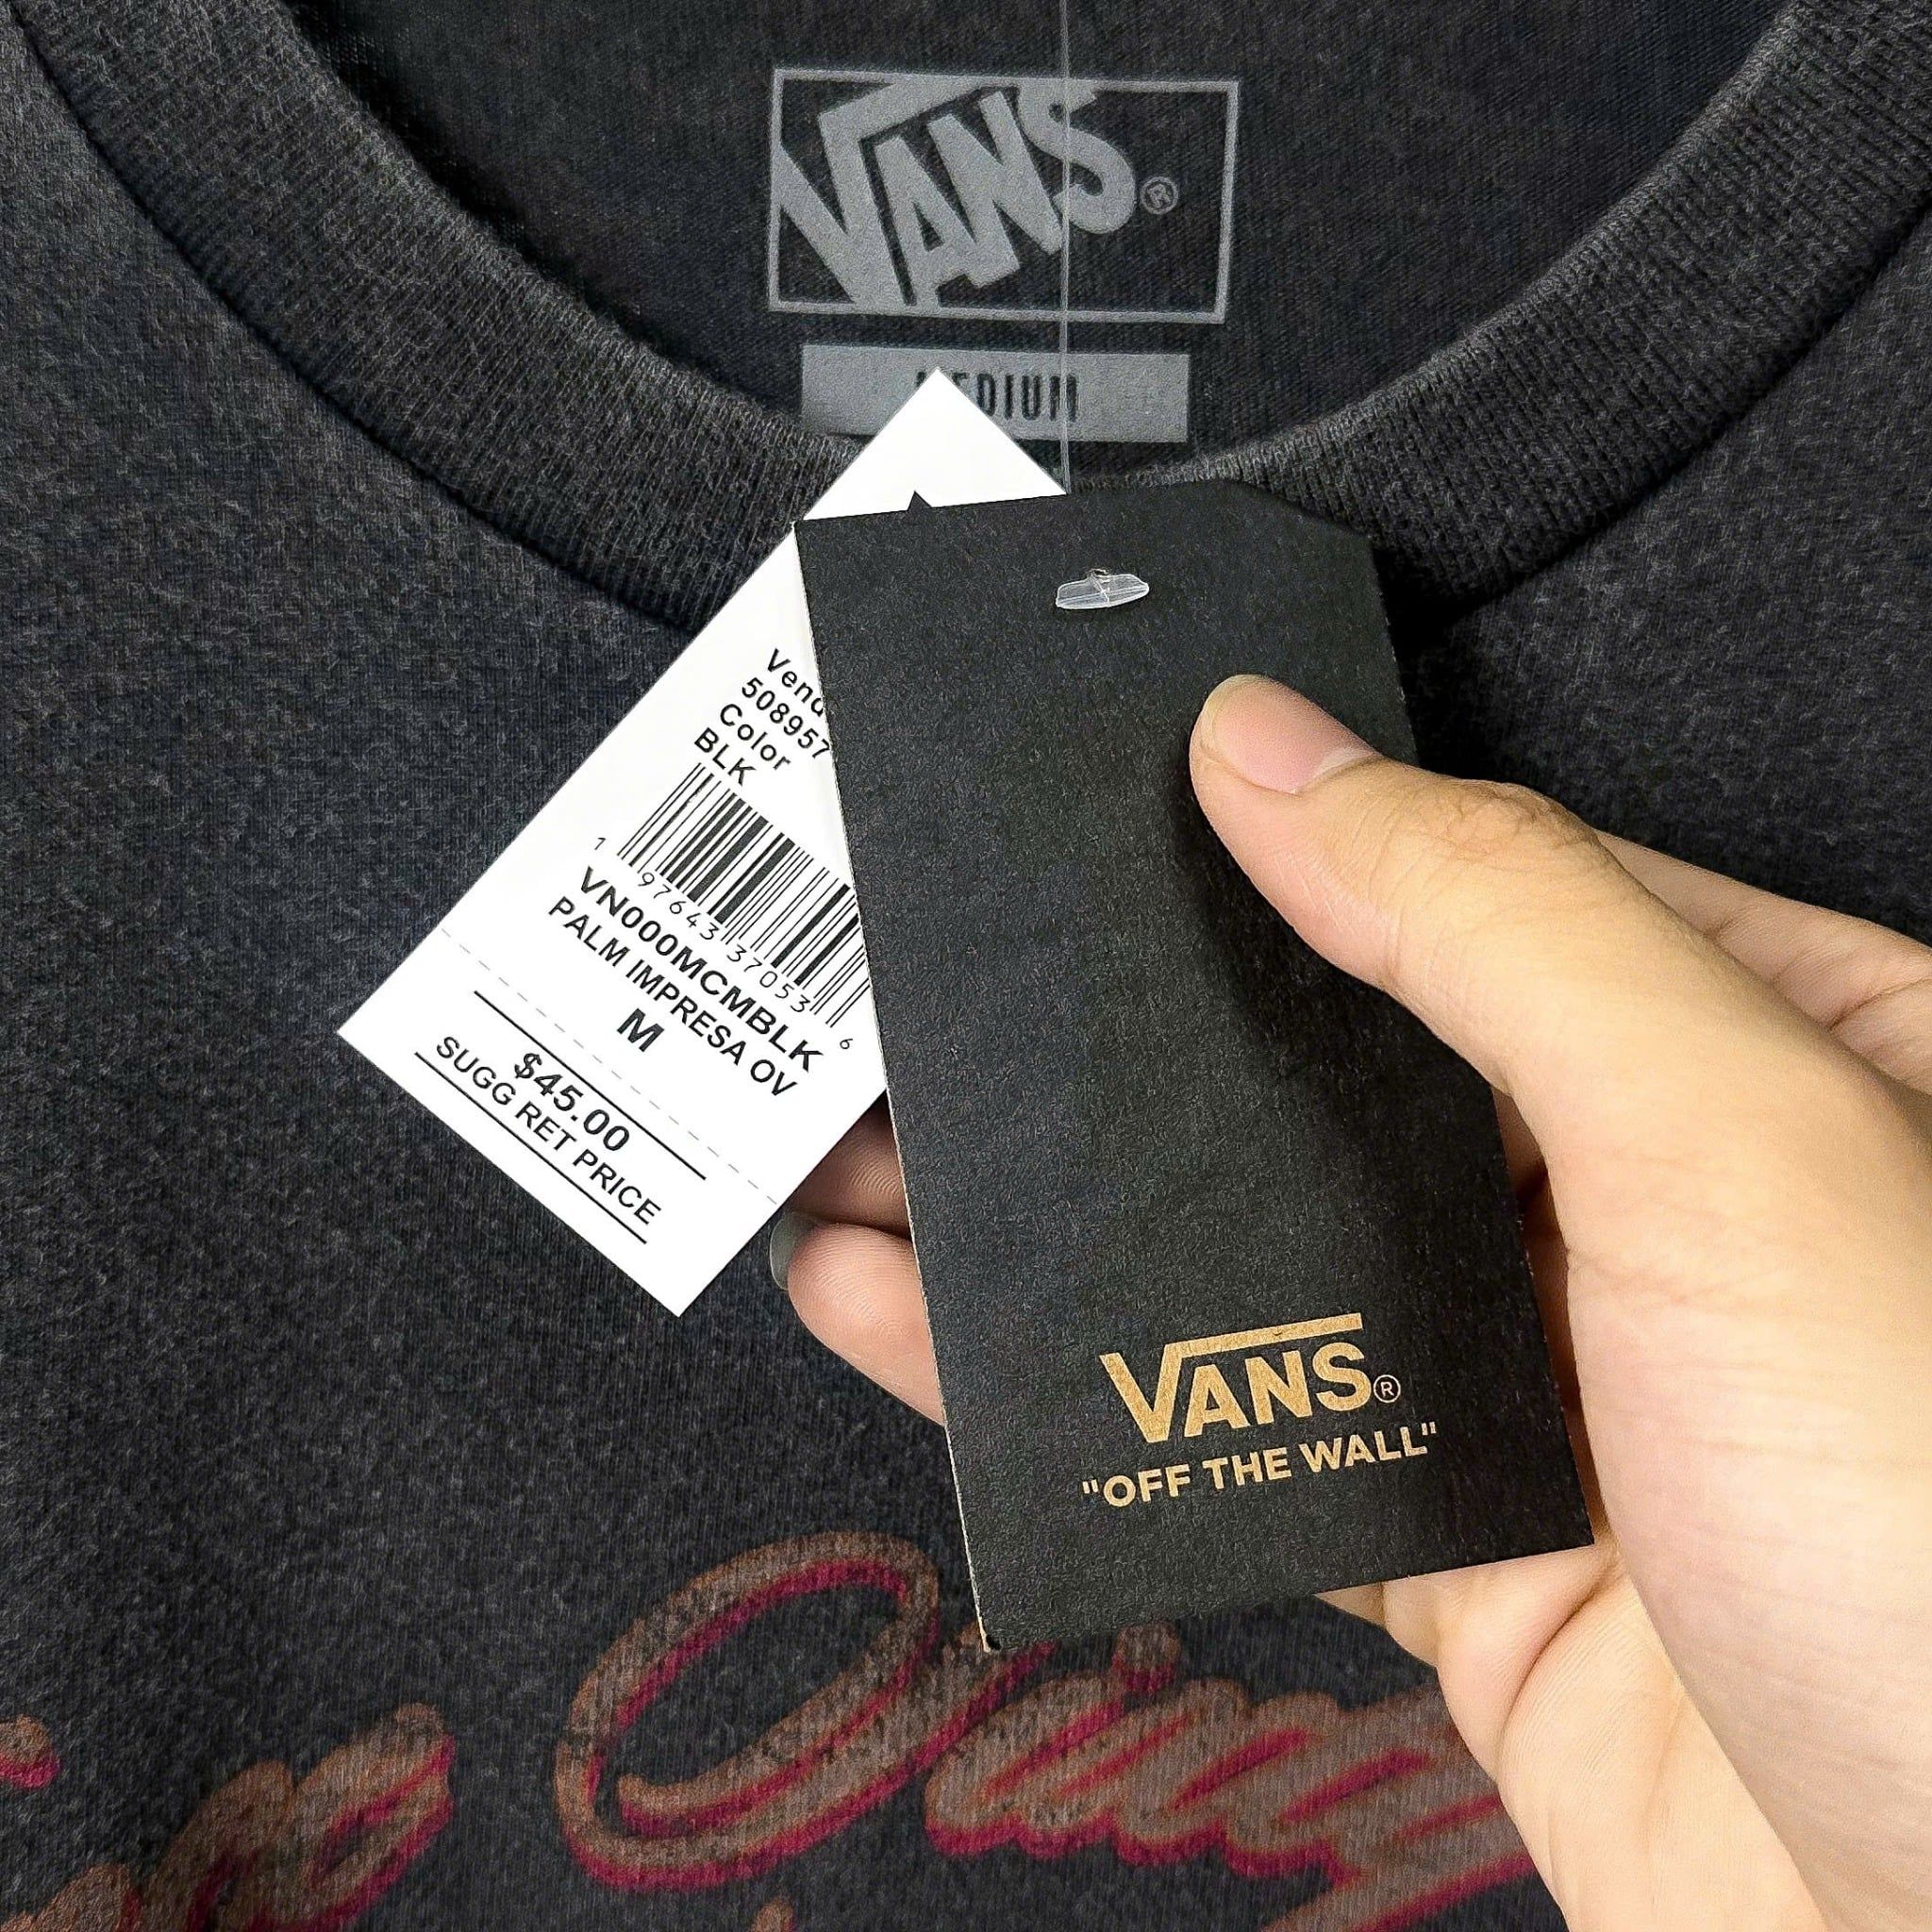 VANS®
MEDIUM
508957
Color
BLK
1 97643 37053 6
VN000MCMBLK
PALM IMPRESA OV
M
$45.00
SUGG RET PRICE
VANS®
"OFF THE WALL"